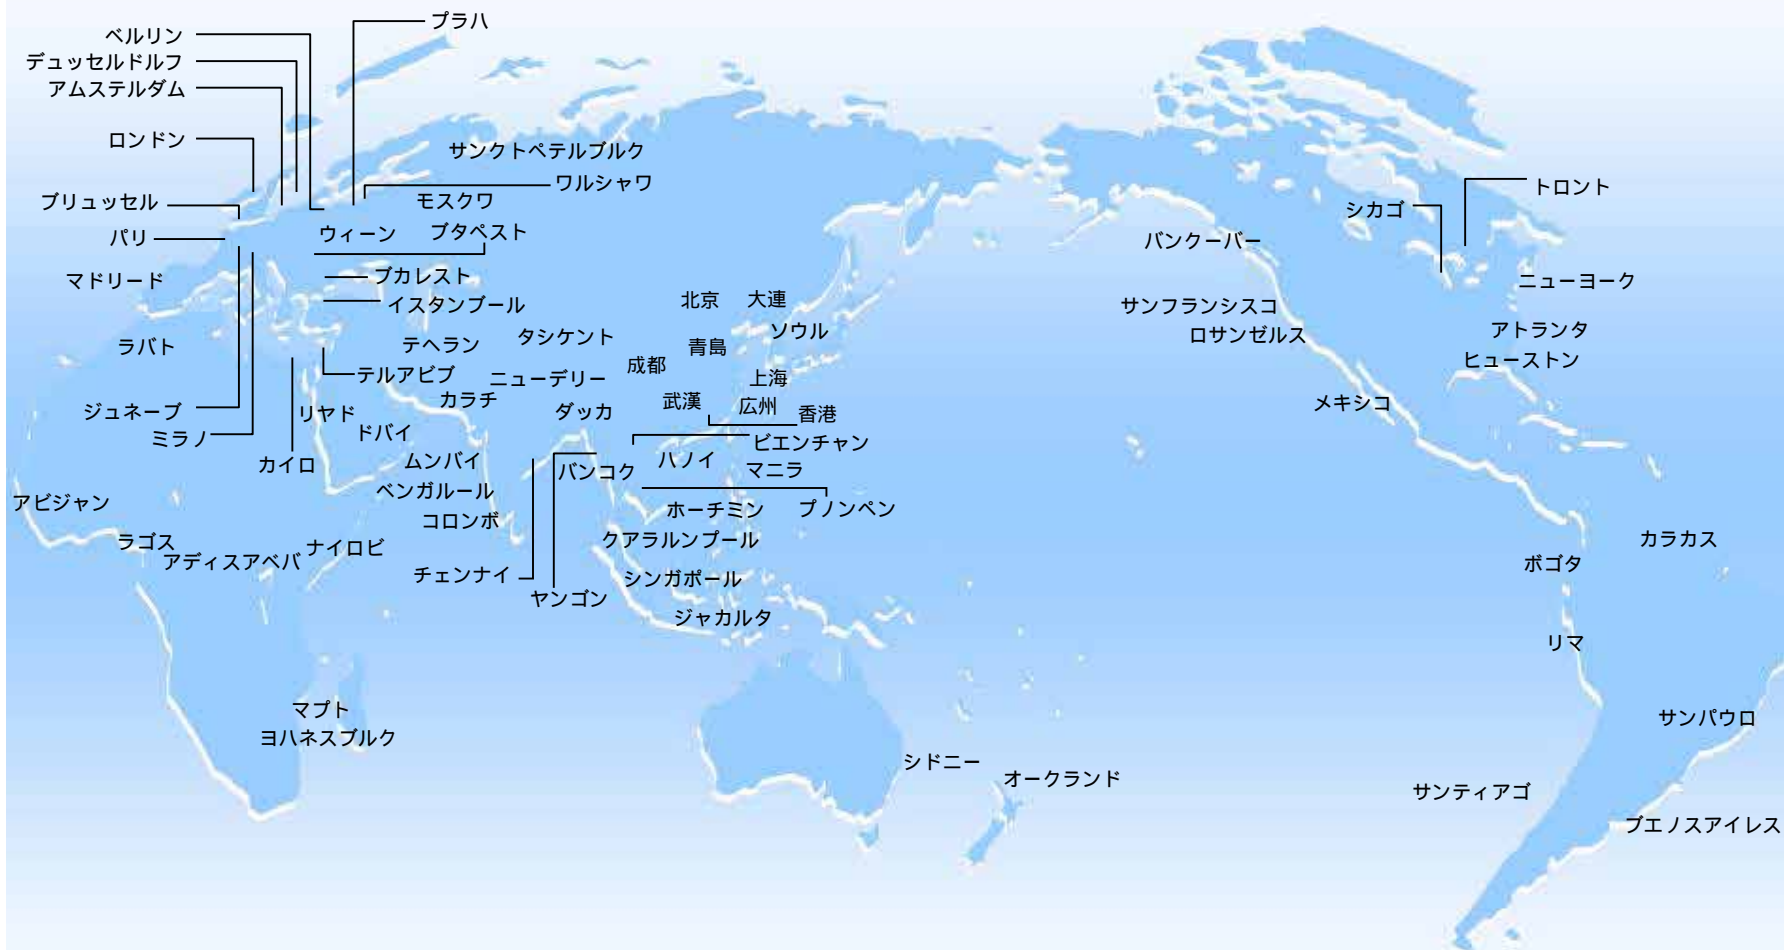 プラハ
ベルリン
デュッセルドルフ
アムステルダム
ロンドン
サンクトペテルブルク
ワルシャワ
ブリュッセル
モスクワ
パリ
ウィーン
ブタペスト
マドリード
ブカレスト
イスタンブール
ラバト
テヘラン
タシケント
テルアビブ
ニューデリー
カラチ
ジュネーブ
ミラノ
リヤド
ドバイ
ダッカ
カイロ
ムンバイ
バンコク
ベンガルール
コロンボ
アビジャン
ラゴス
アディスアベバ
ナイロビ
チェンナイ
ヤンゴン
マプト
ヨハネスブルク
北京
大連
ソウル
青島
成都
上海
武漢
広州
香港
ビエンチャン
ハノイ
マニラ
ホーチミン
プノンペン
クアラルンプール
シンガポール
ジャカルタ
シドニー
オークランド
トロント
シカゴ
バンクーバー
ニューヨーク
サンフランシスコ
ロサンゼルス
アトランタ
ヒューストン
メキシコ
カラカス
ボゴタ
リマ
サンパウロ
サンティアゴ
ブエノスアイレス